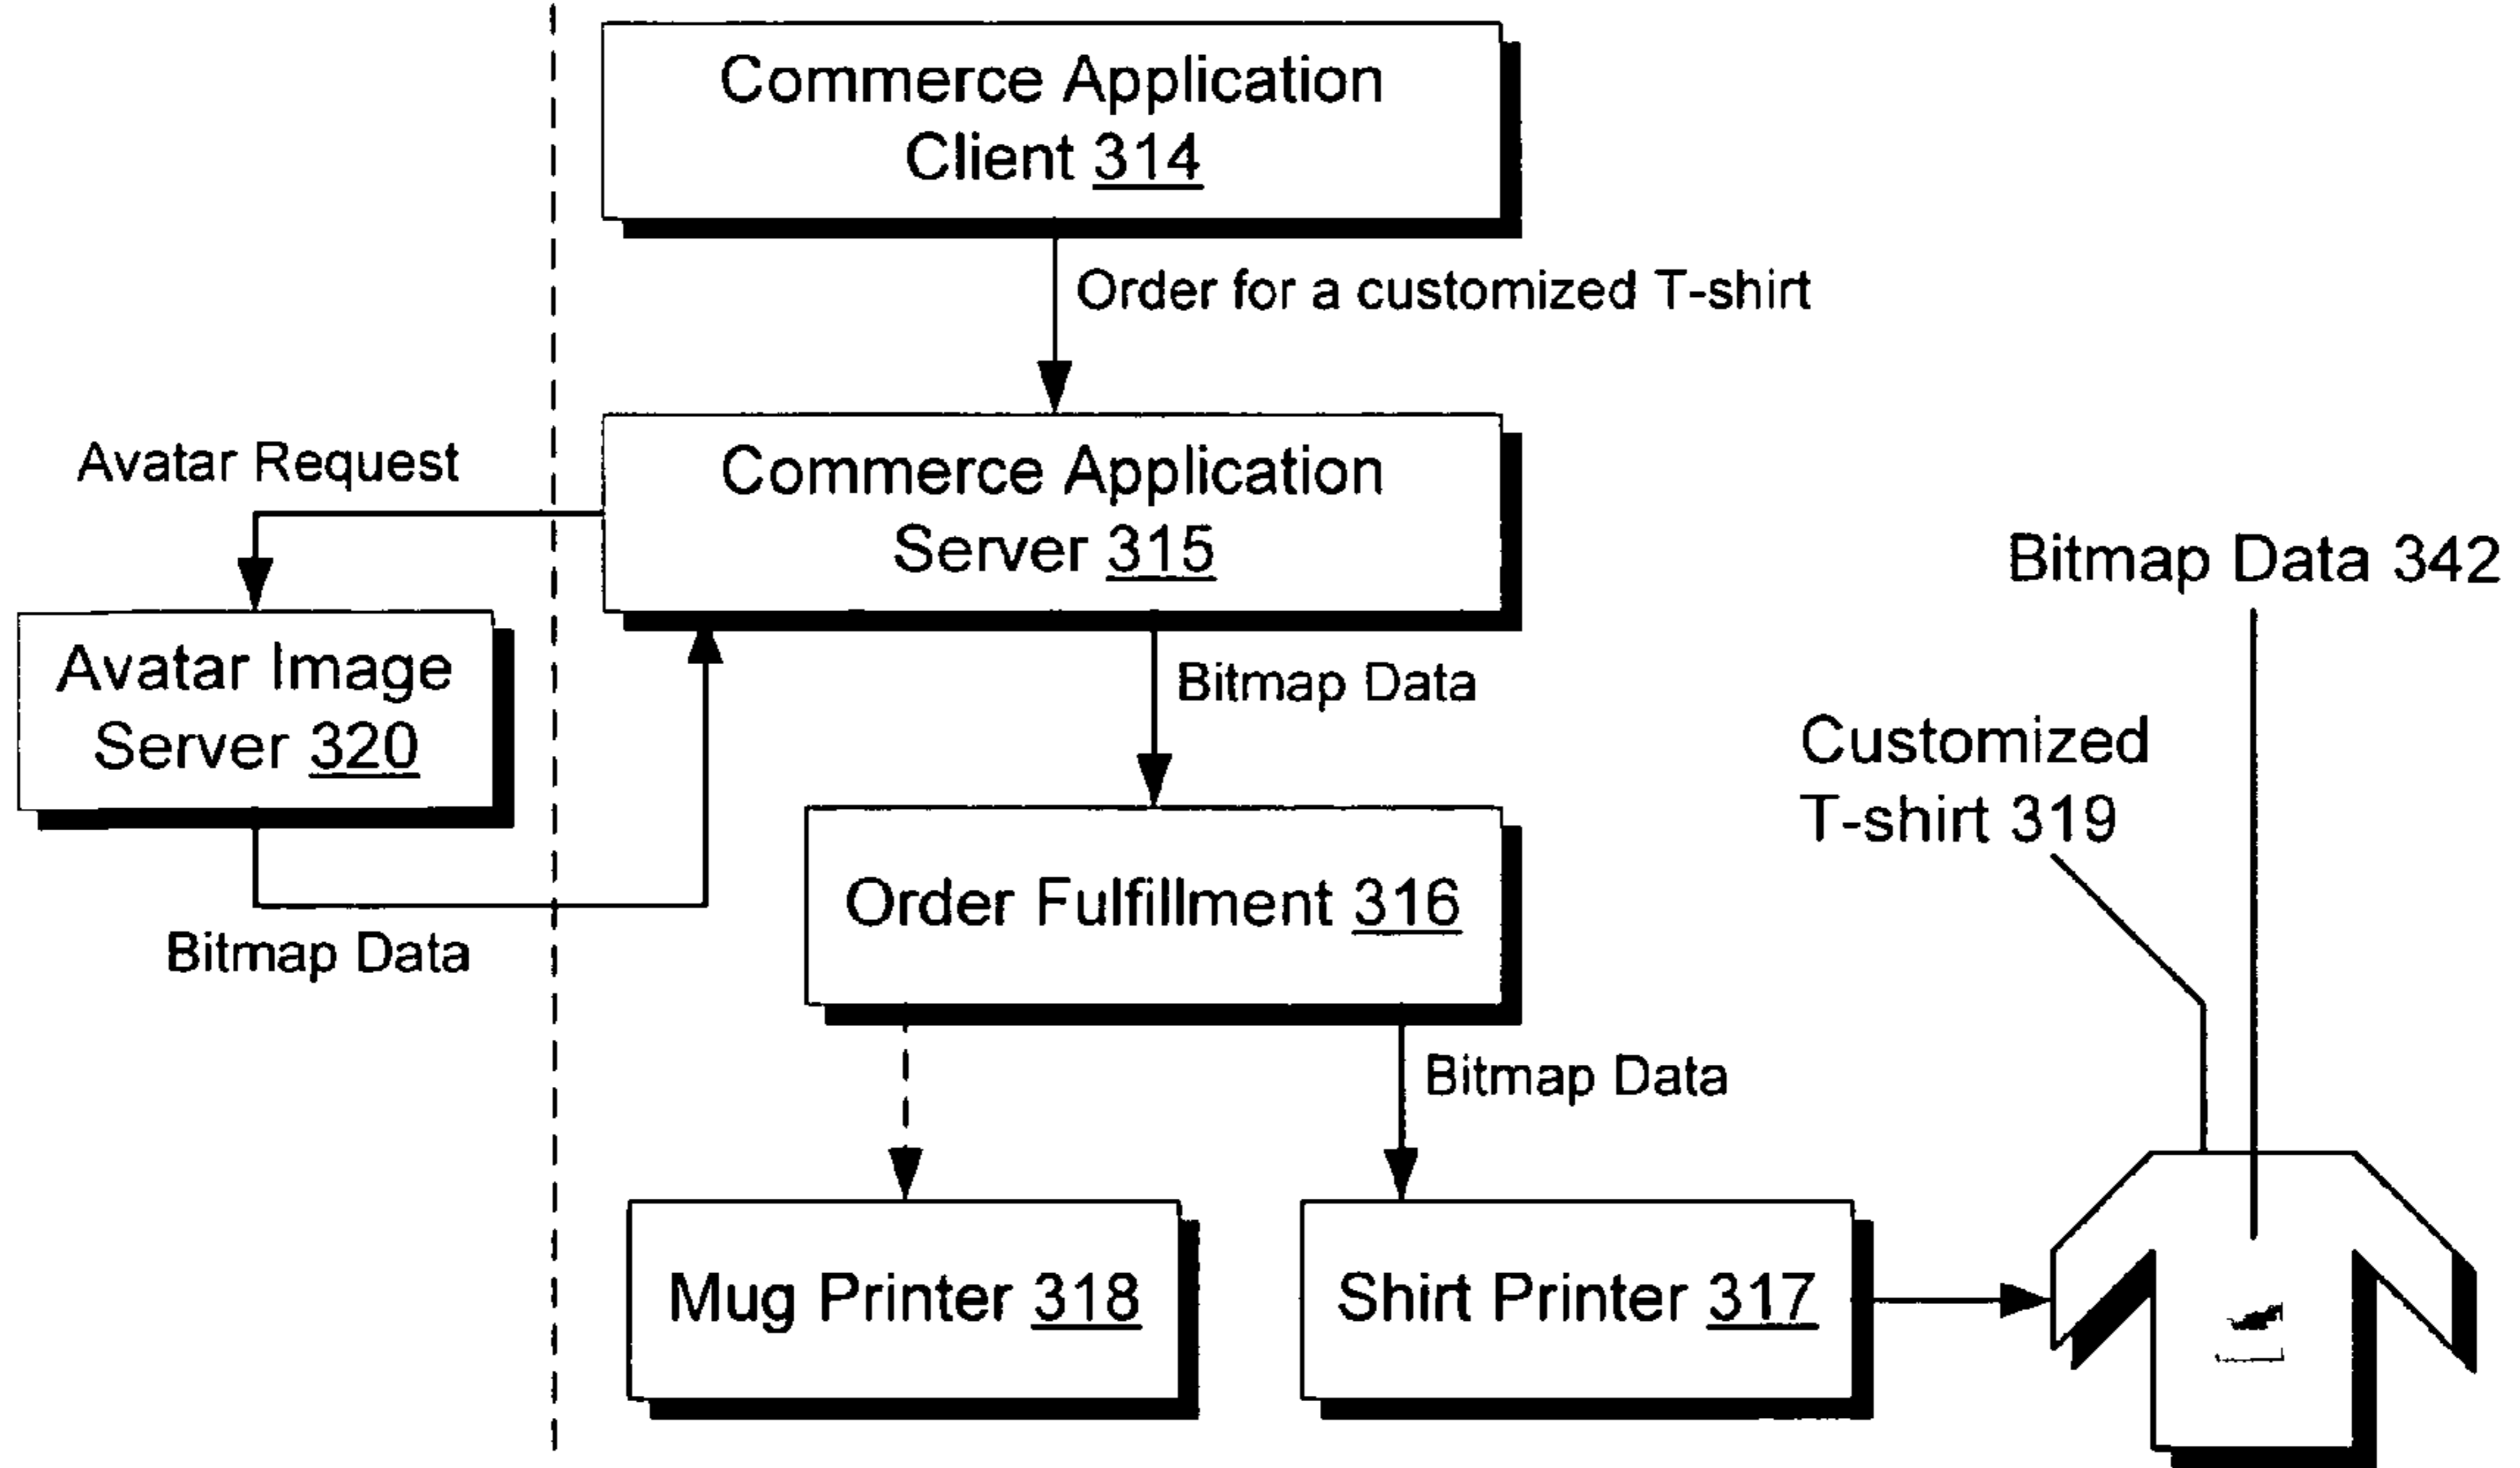 Commerce Application
Client 314
Order for a customized T-shirt
Avatar Request
Commerce Application
Server 315
Bitmap Data 342
Avatar Image
Server 320
Bitmap Data
Customized
T-shirt 319
Order Fulfillment 316
Bitmap Data
Bitmap Data
Mug Printer 318
Shirt Printer 317